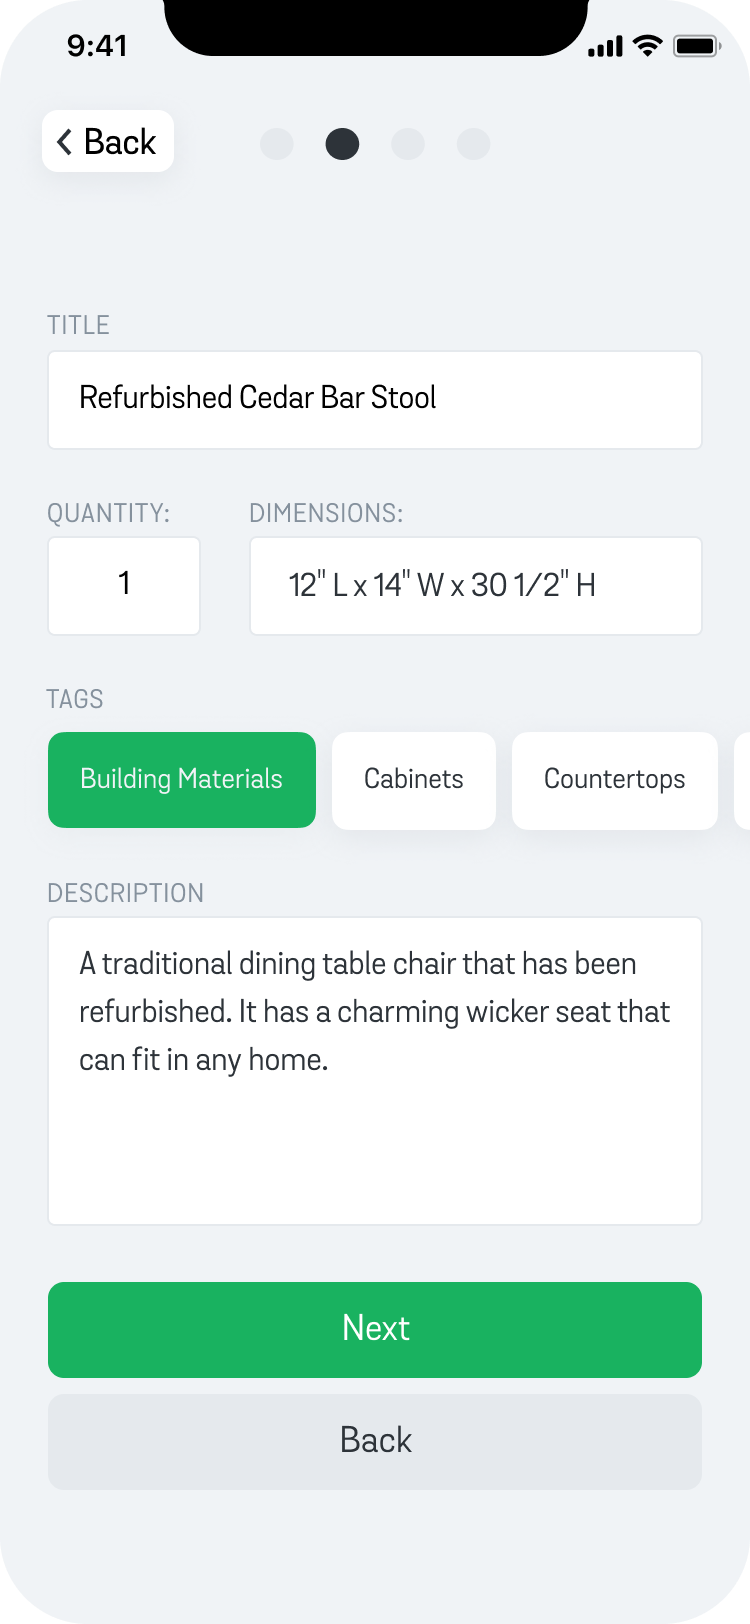 9:41
Back
TITLE
Refurbished Cedar Bar Stool
QUANTITY:
DIMENSIONS:
1
12" L x 14" W x 30 1/2" H
TAGS
Building Materials
Cabinets
Countertops
DESCRIPTION
A traditional dining table chair that has been
refurbished. It has a charming wicker seat that
can fit in any home.
Next
Back